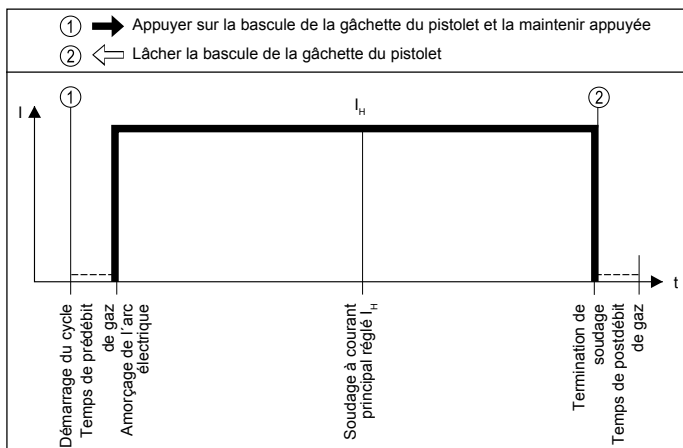 ① Appuyer sur la bascule de la gâchette du pistolet et la maintenir appuyée
② Lâcher la bascule de la gâchette du pistolet
①
I_H
②
I
t
Démarrage du cycle
Temps de prédébit
de gaz
Amorçage de l´arc
électrique
Soudage à courant
principal réglé I_H
Termination de
soudage
Temps de postdébit
de gaz